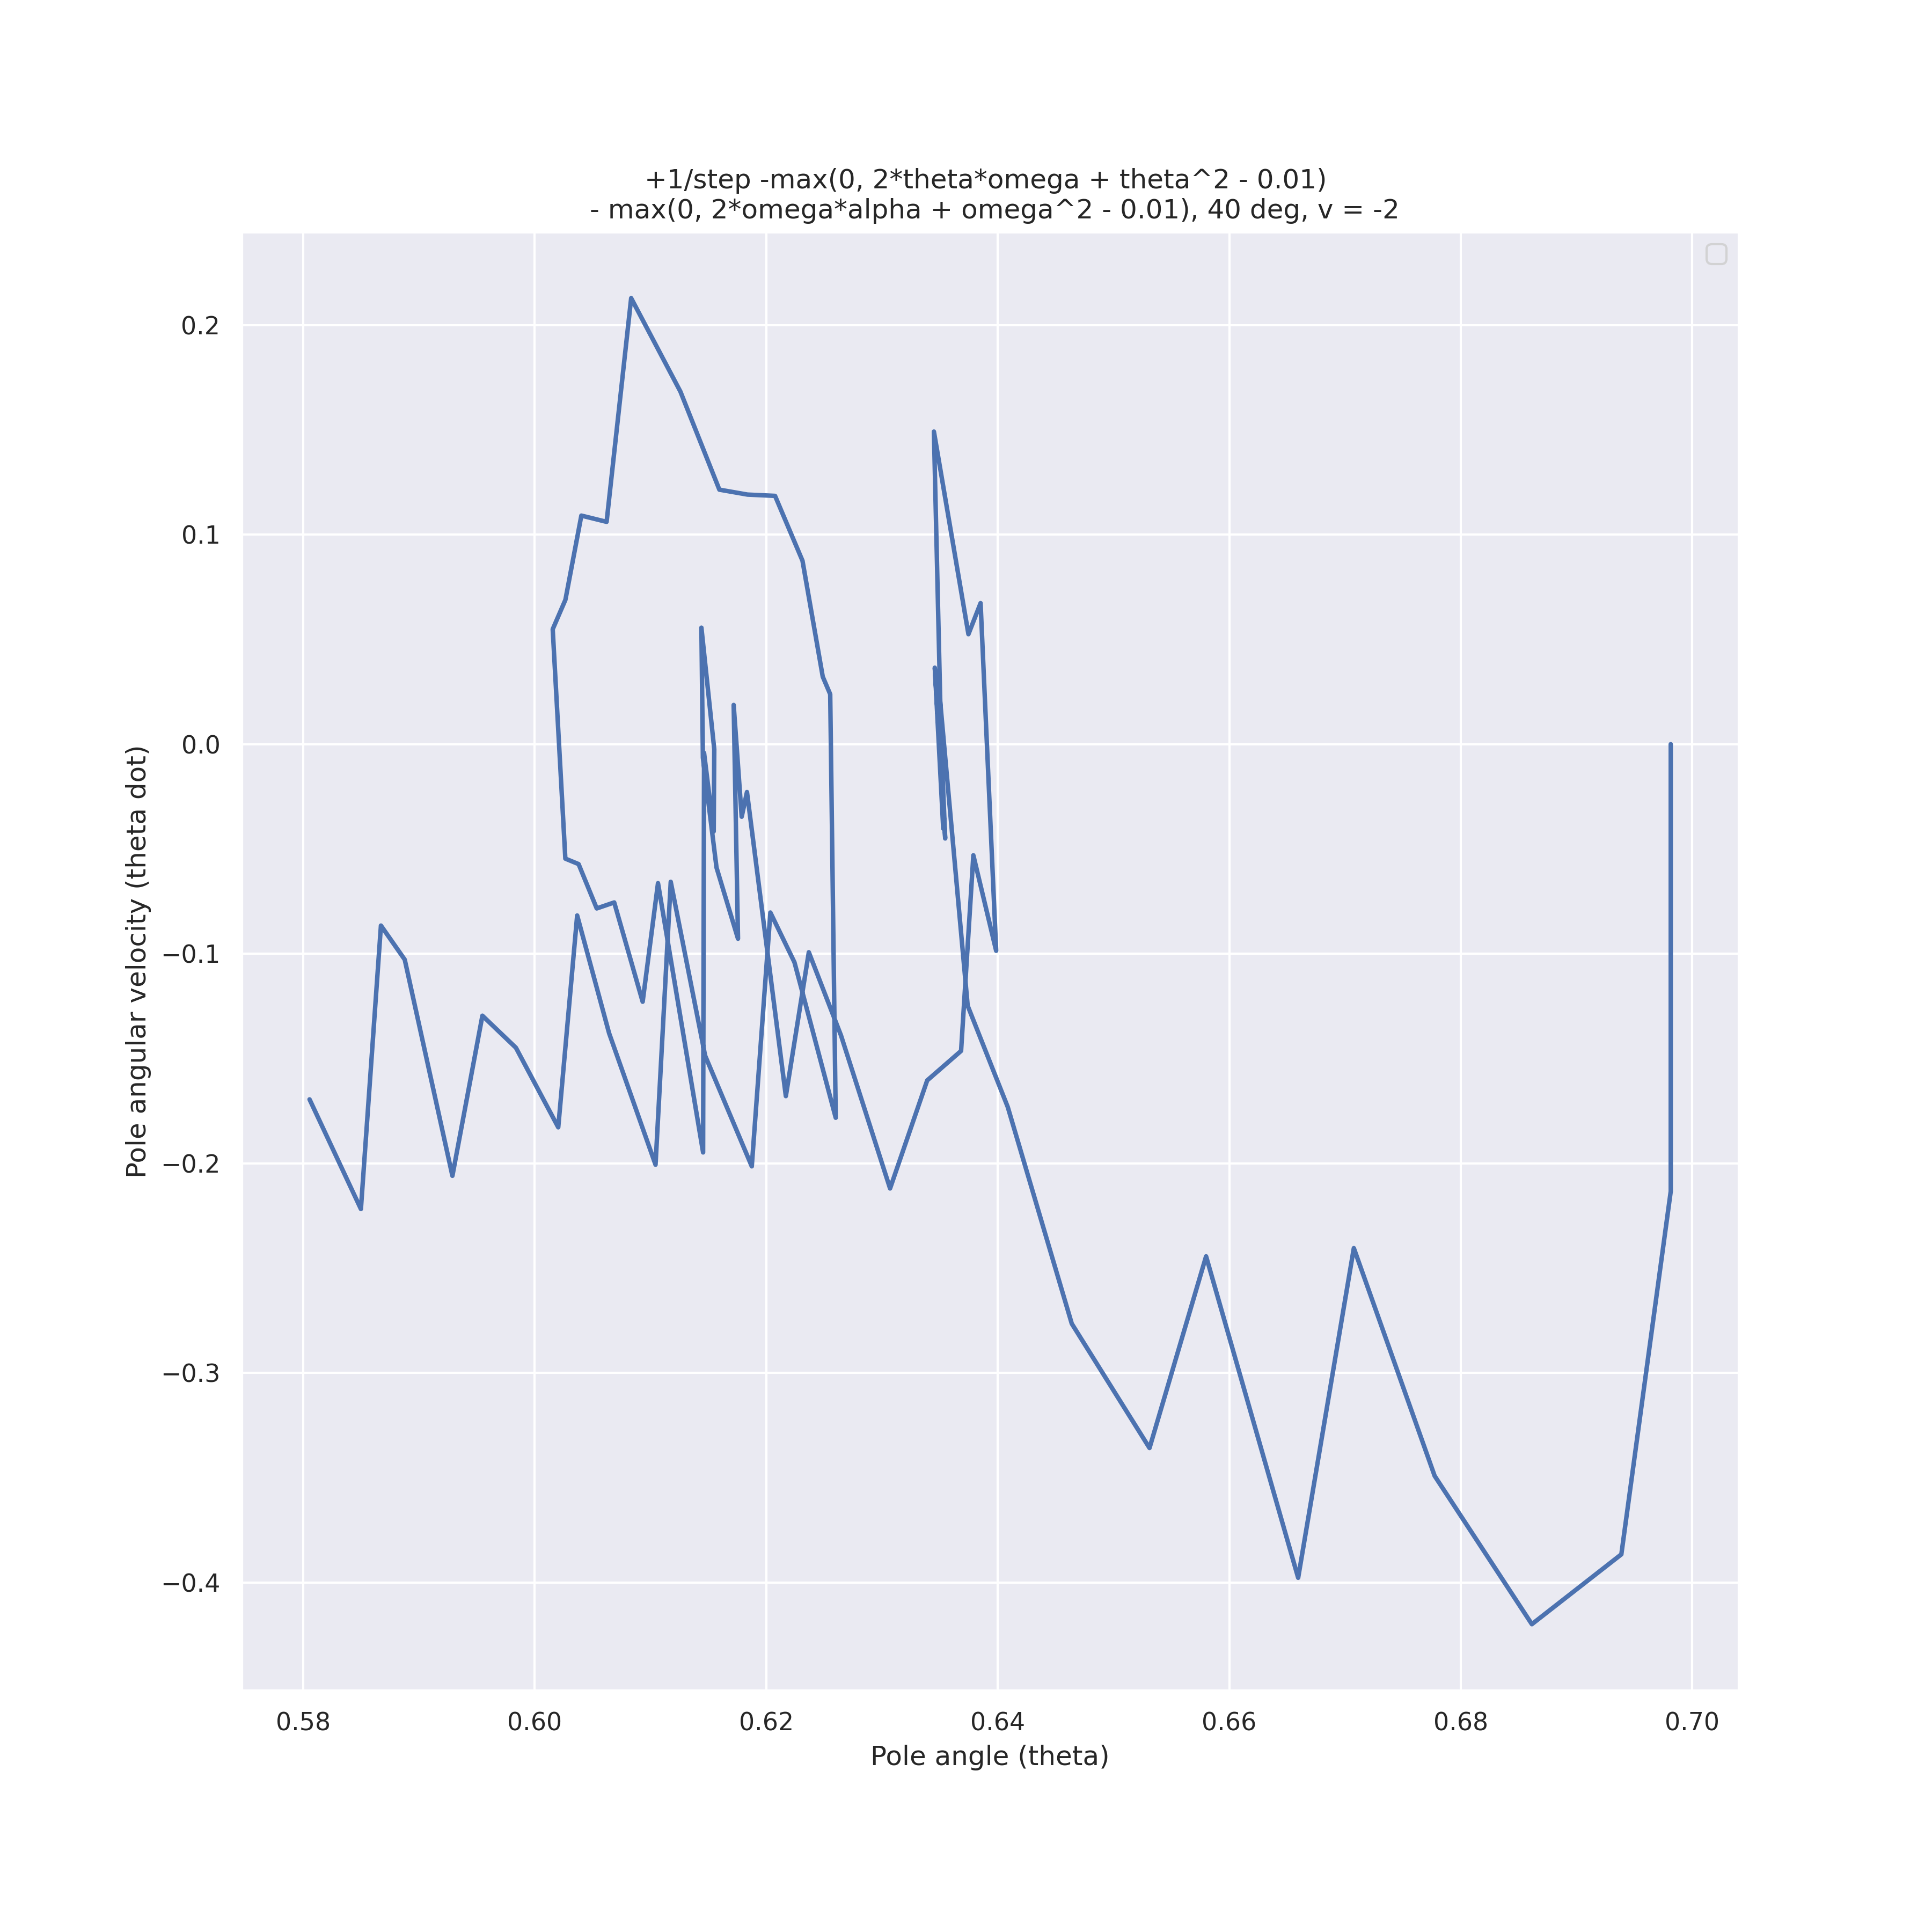 +1/step -max(0, 2*theta*omega + theta^2 - 0.01)
- max(0, 2*omega*alpha + omega^2 - 0.01), 40 deg, v = -2
0.2
0.1
0.0
−0.1
−0.2
−0.3
−0.4
Pole angular velocity (theta dot)
0.58 0.60 0.62 0.64 0.66 0.68 0.70
Pole angle (theta)